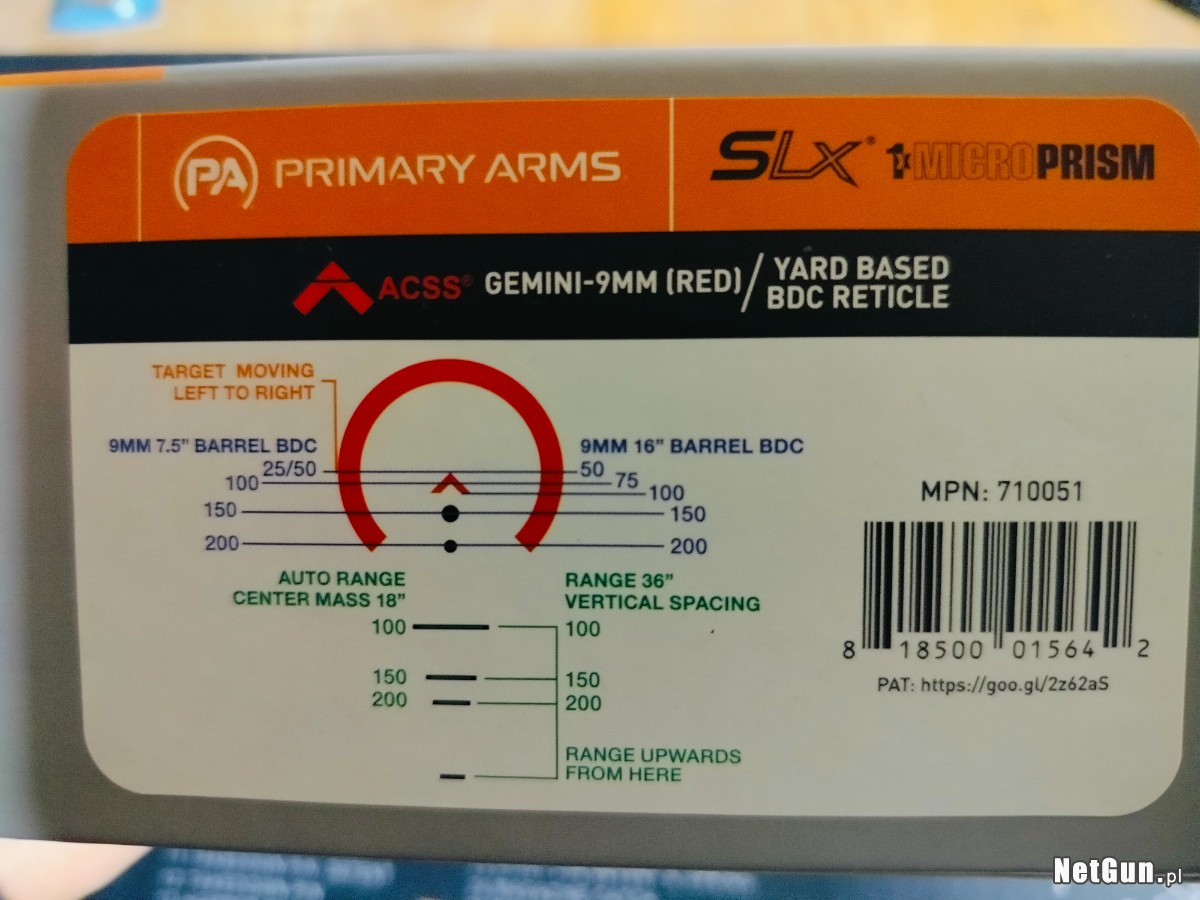 PA PRIMARY ARMS
SLX® 1x MICROPRISM
ACSS® GEMINI-9MM (RED)/ YARD BASED
BDC RETICLE
TARGET MOVING
LEFT TO RIGHT
9MM 7.5" BARREL BDC
25/50
100
150
200
9MM 16" BARREL BDC
50
75
100
150
200
AUTO RANGE
CENTER MASS 18"
100
150
200
RANGE 36"
VERTICAL SPACING
100
150
200
RANGE UPWARDS
FROM HERE
MPN: 710051
8 18500 01564 2
PAT: https://goo.gl/2z62aS
NetGun.pl